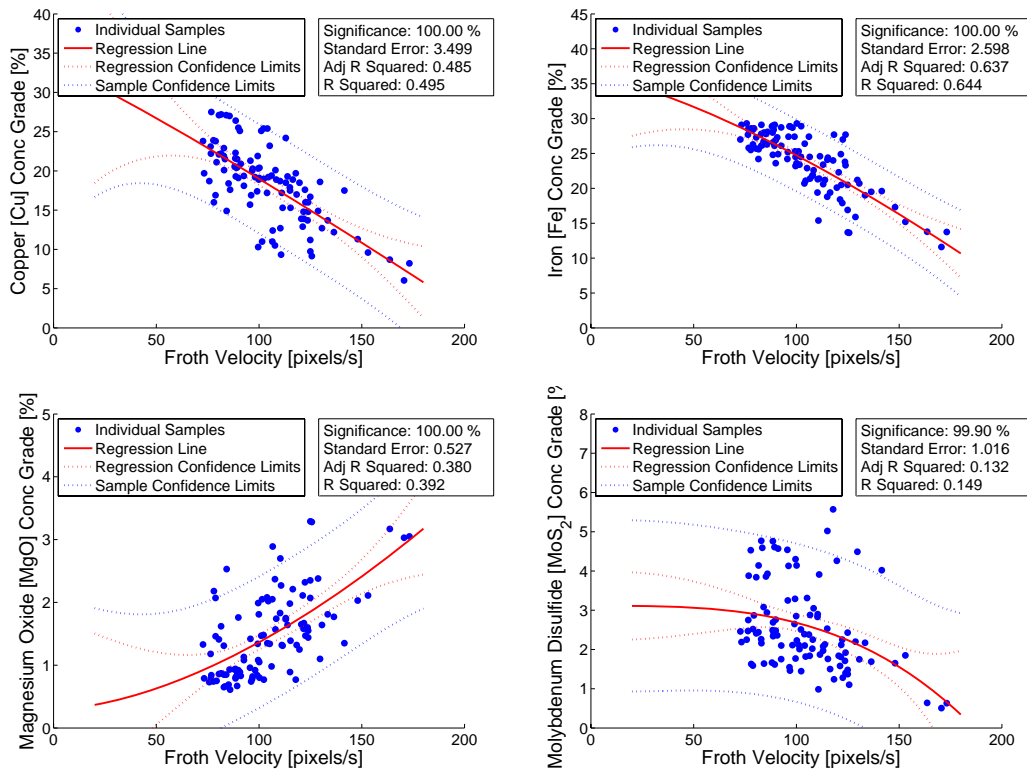 Copper [Cu] Conc Grade [%]
40
35
30
25
20
15
10
5
0
Individual Samples
Regression Line
Regression Confidence Limits
Sample Confidence Limits
Significance: 100.00 %
Standard Error: 3.499
Adj R Squared: 0.485
R Squared: 0.495
0 50 100 150 200
Froth Velocity [pixels/s]
Iron [Fe] Conc Grade [%]
45
40
35
30
25
20
15
10
5
0
Individual Samples
Regression Line
Regression Confidence Limits
Sample Confidence Limits
Significance: 100.00 %
Standard Error: 2.598
Adj R Squared: 0.637
R Squared: 0.644
0 50 100 150 200
Froth Velocity [pixels/s]
Magnesium Oxide [MgO] Conc Grade [%]
5
4
3
2
1
0
Individual Samples
Regression Line
Regression Confidence Limits
Sample Confidence Limits
Significance: 100.00 %
Standard Error: 0.527
Adj R Squared: 0.380
R Squared: 0.392
0 50 100 150 200
Froth Velocity [pixels/s]
Molybdenum Disulfide [MoS2] Conc Grade [%
8
7
6
5
4
3
2
1
0
Individual Samples
Regression Line
Regression Confidence Limits
Sample Confidence Limits
Significance: 99.90 %
Standard Error: 1.016
Adj R Squared: 0.132
R Squared: 0.149
0 50 100 150 200
Froth Velocity [pixels/s]